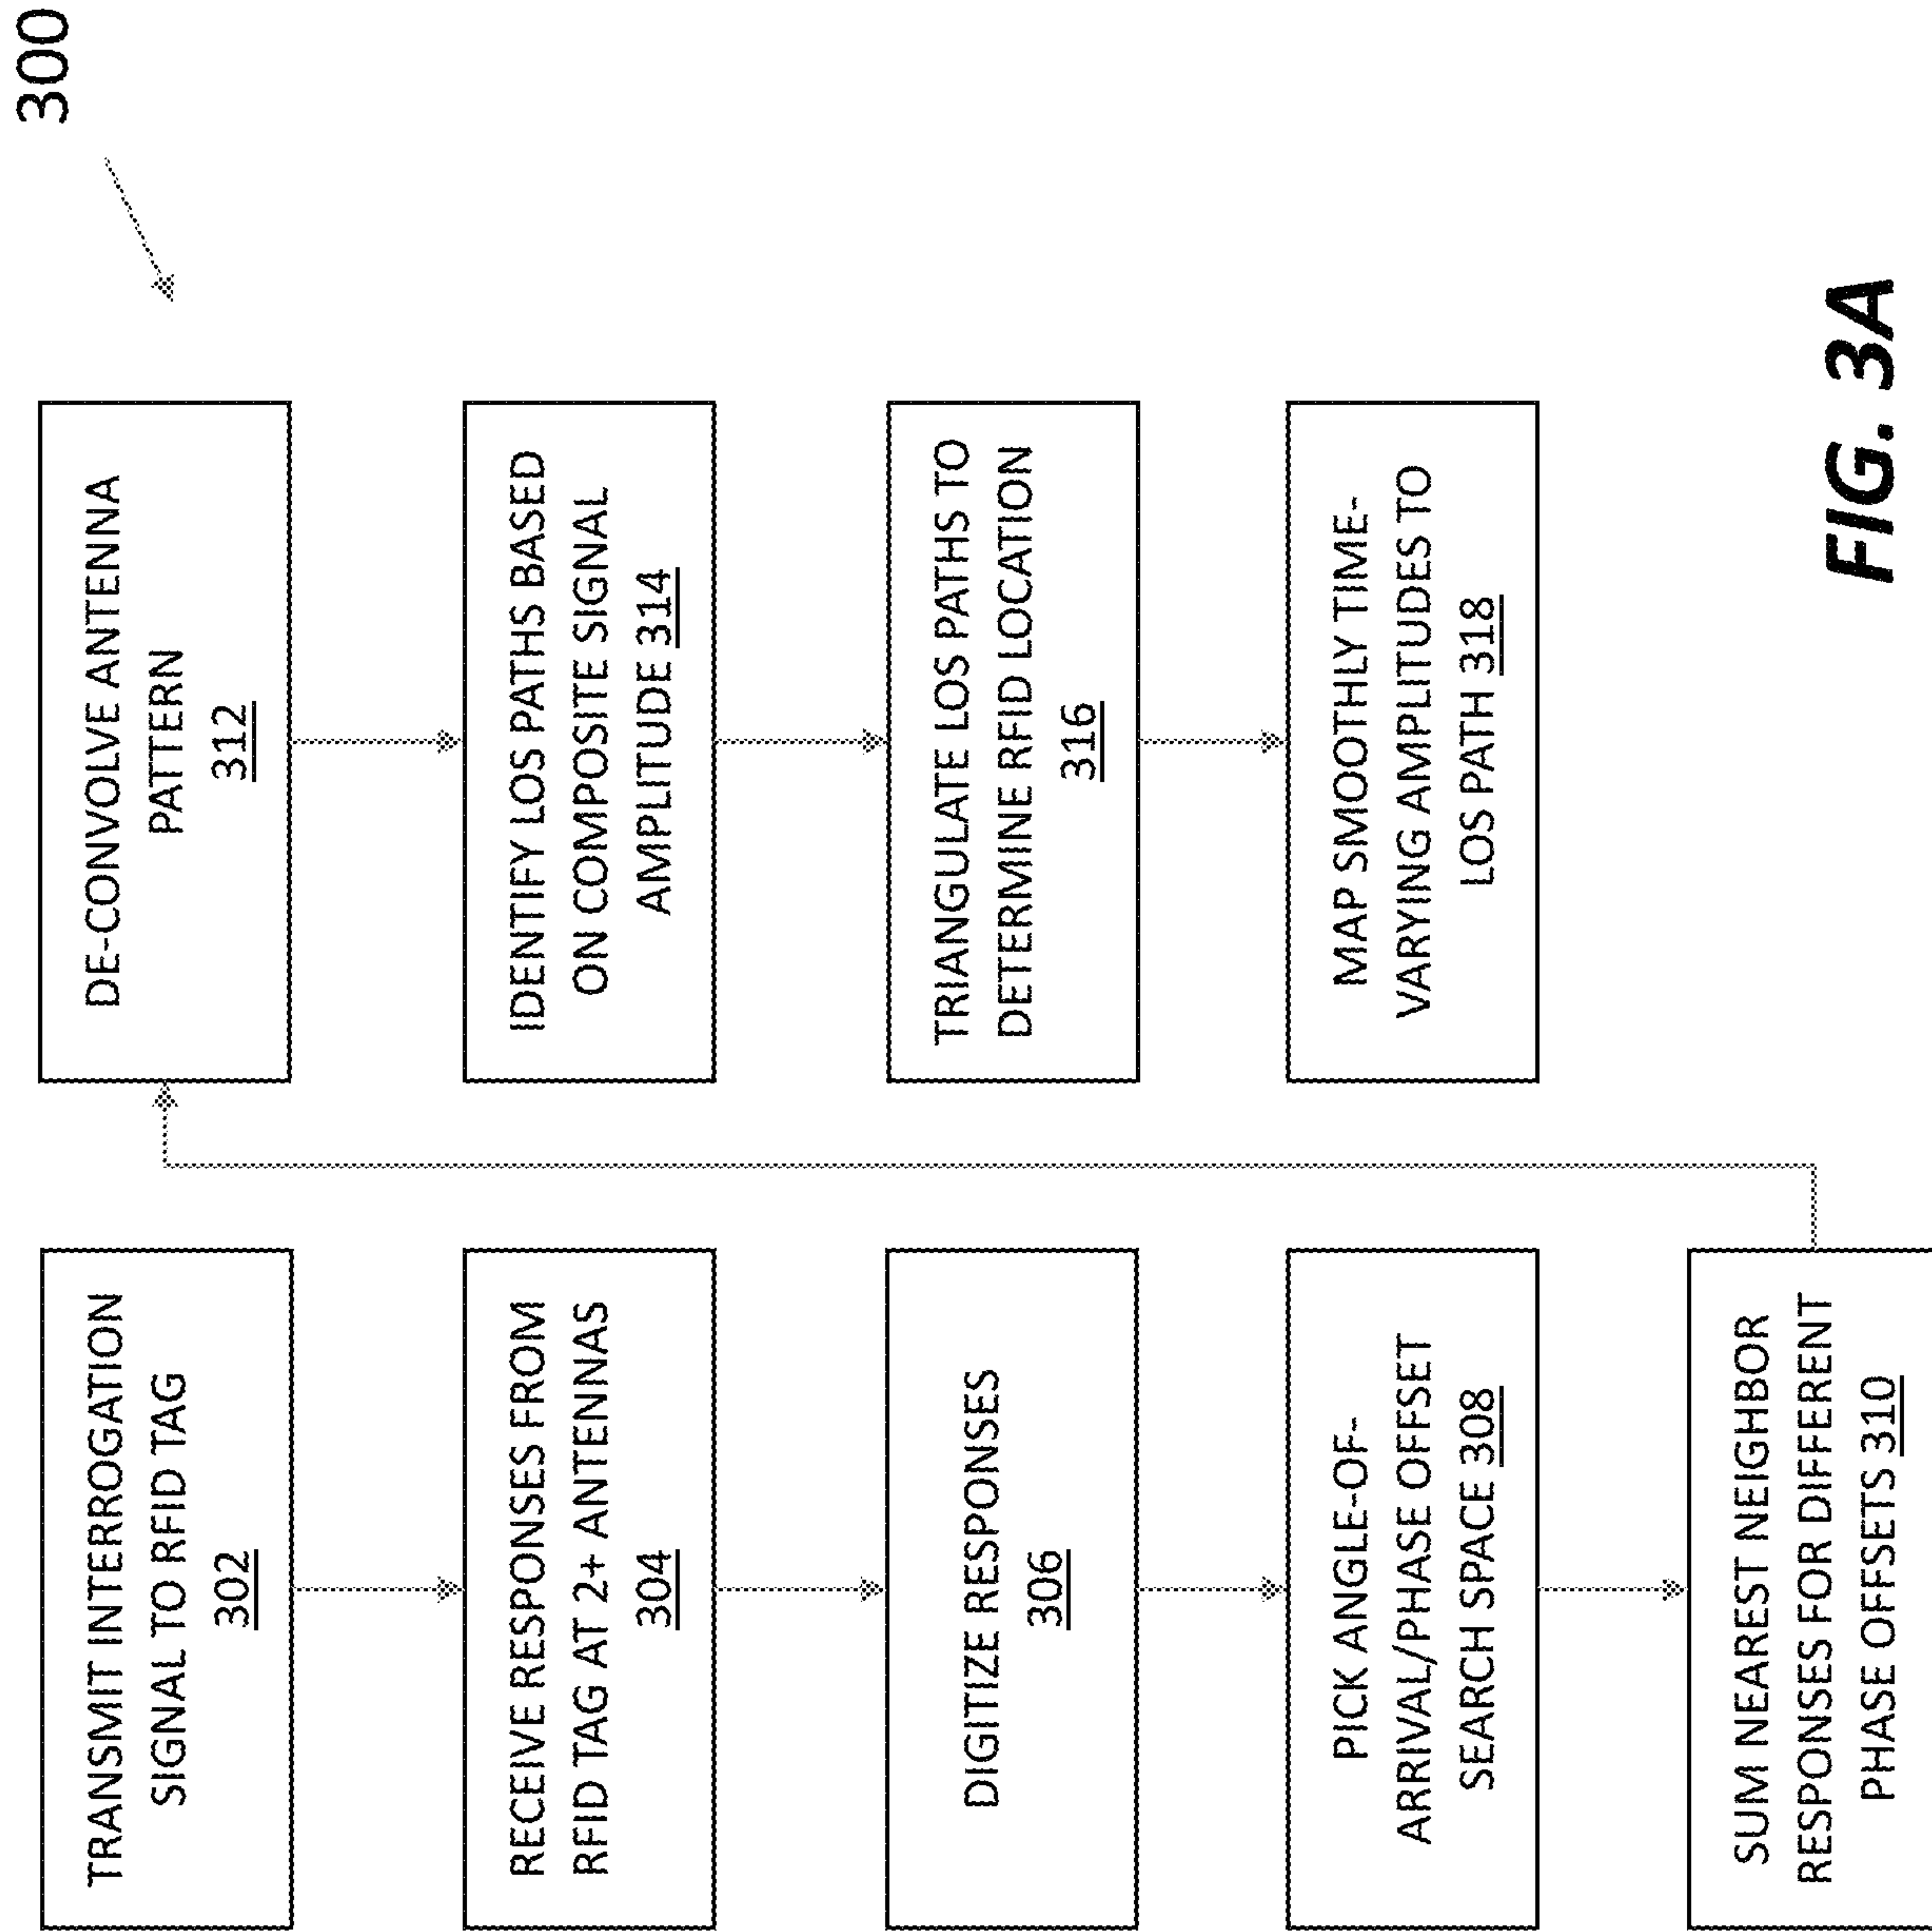 300
TRANSMIT INTERROGATION
SIGNAL TO RFID TAG
302
RECEIVE RESPONSES FROM
RFID TAG AT 2+ ANTENNAS
304
DIGITIZE RESPONSES
306
PICK ANGLE-OF-
ARRIVAL/PHASE OFFSET
SEARCH SPACE 308
SUM NEAREST NEIGHBOR
RESPONSES FOR DIFFERENT
PHASE OFFSETS 310
DE-CONVOLVE ANTENNA
PATTERN
312
IDENTIFY LOS PATHS BASED
ON COMPOSITE SIGNAL
AMPLITUDE 314
TRIANGULATE LOS PATHS TO
DETERMINE RFID LOCATION
316
MAP SMOOTHLY TIME-
VARYING AMPLITUDES TO
LOS PATH 318
FIG. 3A